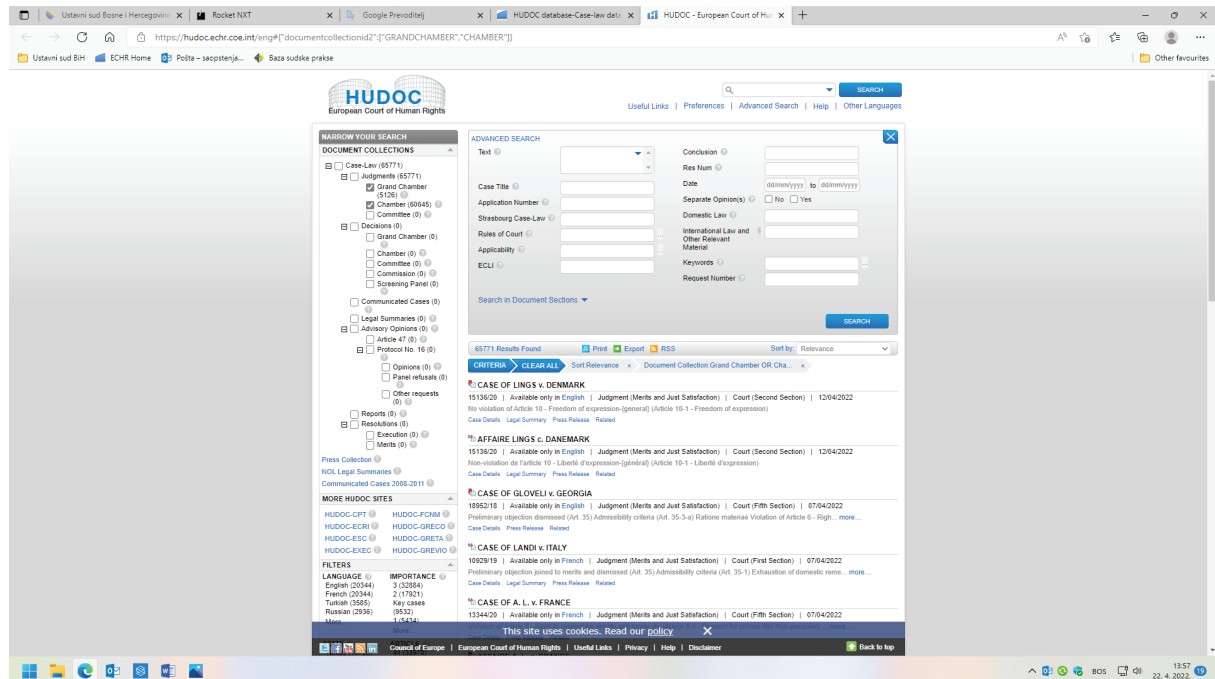 Ustavni sud Bosne i Hercegovine
Rocket NXT
Google Prevoditelj
HUDOC database-Case-law data
HUDOC - European Court of Hu
https://hudoc.echr.coe.int/eng#{"documentcollectionid2":["GRANDCHAMBER","CHAMBER"]}
Ustavni sud BiH ECHR Home Pošta – saopstenja... Baza sudske prakse Other favourites
HUDOC
European Court of Human Rights
SEARCH
Useful Links | Preferences | Advanced Search | Help | Other Languages
NARROW YOUR SEARCH
DOCUMENT COLLECTIONS
Case-Law (65771)
Judgments (65771)
Grand Chamber
(5126)
Chamber (60645)
Committee (0)
Decisions (0)
Grand Chamber (0)
Chamber (0)
Committee (0)
Commission (0)
Screening Panel (0)
Communicated Cases (0)
Legal Summaries (0)
Advisory Opinions (0)
Article 47 (0)
Protocol No. 16 (0)
Opinions (0)
Panel refusals (0)
Other requests
(0)
Reports (0)
Resolutions (0)
Execution (0)
Merits (0)
Press Collection
NOL Legal Summaries
Communicated Cases 2008-2011
MORE HUDOC SITES
HUDOC-CPT HUDOC-FCNM
HUDOC-ECRI HUDOC-GRECO
HUDOC-ESC HUDOC-GRETA
HUDOC-EXEC HUDOC-GREVIO
FILTERS
LANGUAGE IMPORTANCE
English (20344) 3 (32884)
French (20344) 2 (17921)
Turkish (3585) Key cases
Russian (2936) (9532)
More... 1 (5434)
More...
ADVANCED SEARCH
Text
Case Title
Application Number
Strasbourg Case-Law
Rules of Court
Applicability
ECLI
Conclusion
Res Num
Date dd/mm/yyyy to dd/mm/yyyy
Separate Opinion(s) No Yes
Domestic Law
International Law and
Other Relevant
Material
Keywords
Request Number
Search in Document Sections
SEARCH
65771 Results Found Print Export RSS Sort by: Relevance
CRITERIA CLEAR ALL Sort:Relevance x Document Collection:Grand Chamber OR Cha... x
CASE OF LINGS v. DENMARK
15136/20 | Available only in English | Judgment (Merits and Just Satisfaction) | Court (Second Section) | 12/04/2022
No violation of Article 10 - Freedom of expression-{general} (Article 10-1 - Freedom of expression)
Case Details Legal Summary Press Release Related
AFFAIRE LINGS c. DANEMARK
15136/20 | Available only in English | Judgment (Merits and Just Satisfaction) | Court (Second Section) | 12/04/2022
Non-violation de l'article 10 - Liberté d'expression-{général} (Article 10-1 - Liberté d'expression)
Case Details Legal Summary Press Release Related
CASE OF GLOVELI v. GEORGIA
18952/18 | Available only in English | Judgment (Merits and Just Satisfaction) | Court (Fifth Section) | 07/04/2022
Preliminary objection dismissed (Art. 35) Admissibility criteria (Art. 35-3-a) Ratione materiae Violation of Article 6 - Righ... more...
Case Details Press Release Related
CASE OF LANDI v. ITALY
10929/19 | Available only in French | Judgment (Merits and Just Satisfaction) | Court (First Section) | 07/04/2022
Preliminary objection joined to merits and dismissed (Art. 35) Admissibility criteria (Art. 35-1) Exhaustion of domestic reme... more...
Case Details Legal Summary Press Release Related
CASE OF A. L. v. FRANCE
13344/20 | Available only in French | Judgment (Merits and Just Satisfaction) | Court (Fifth Section) | 07/04/2022
This site uses cookies. Read our policy X
Council of Europe | European Court of Human Rights | Useful Links | Privacy | Help | Disclaimer
Back to top
BOS
13:57
22. 4. 2022.
19